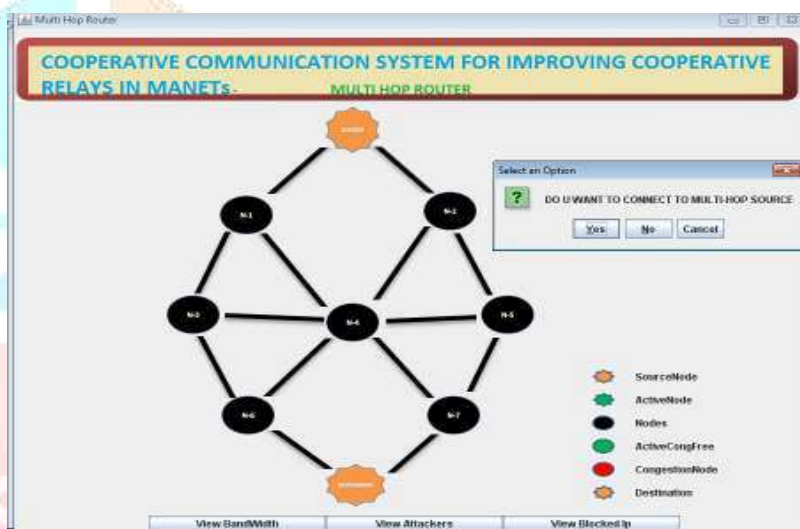 Multi Hop Router
COOPERATIVE COMMUNICATION SYSTEM FOR IMPROVING COOPERATIVE
RELAYS IN MANETs - MULTI HOP ROUTER
Select an Option
DO U WANT TO CONNECT TO MULTI-HOP SOURCE
Yes No Cancel
N-1
N-2
N-3
N-4
N-5
N-6
N-7
SourceNode
ActiveNode
Nodes
ActiveCongFree
CongestionNode
Destination
View BandWidth View Attackers View Blocked Ip